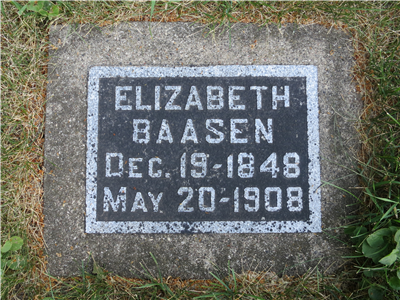 ELIZABETH
BAASEN
DEC. 19-1848
MAY 20-1908